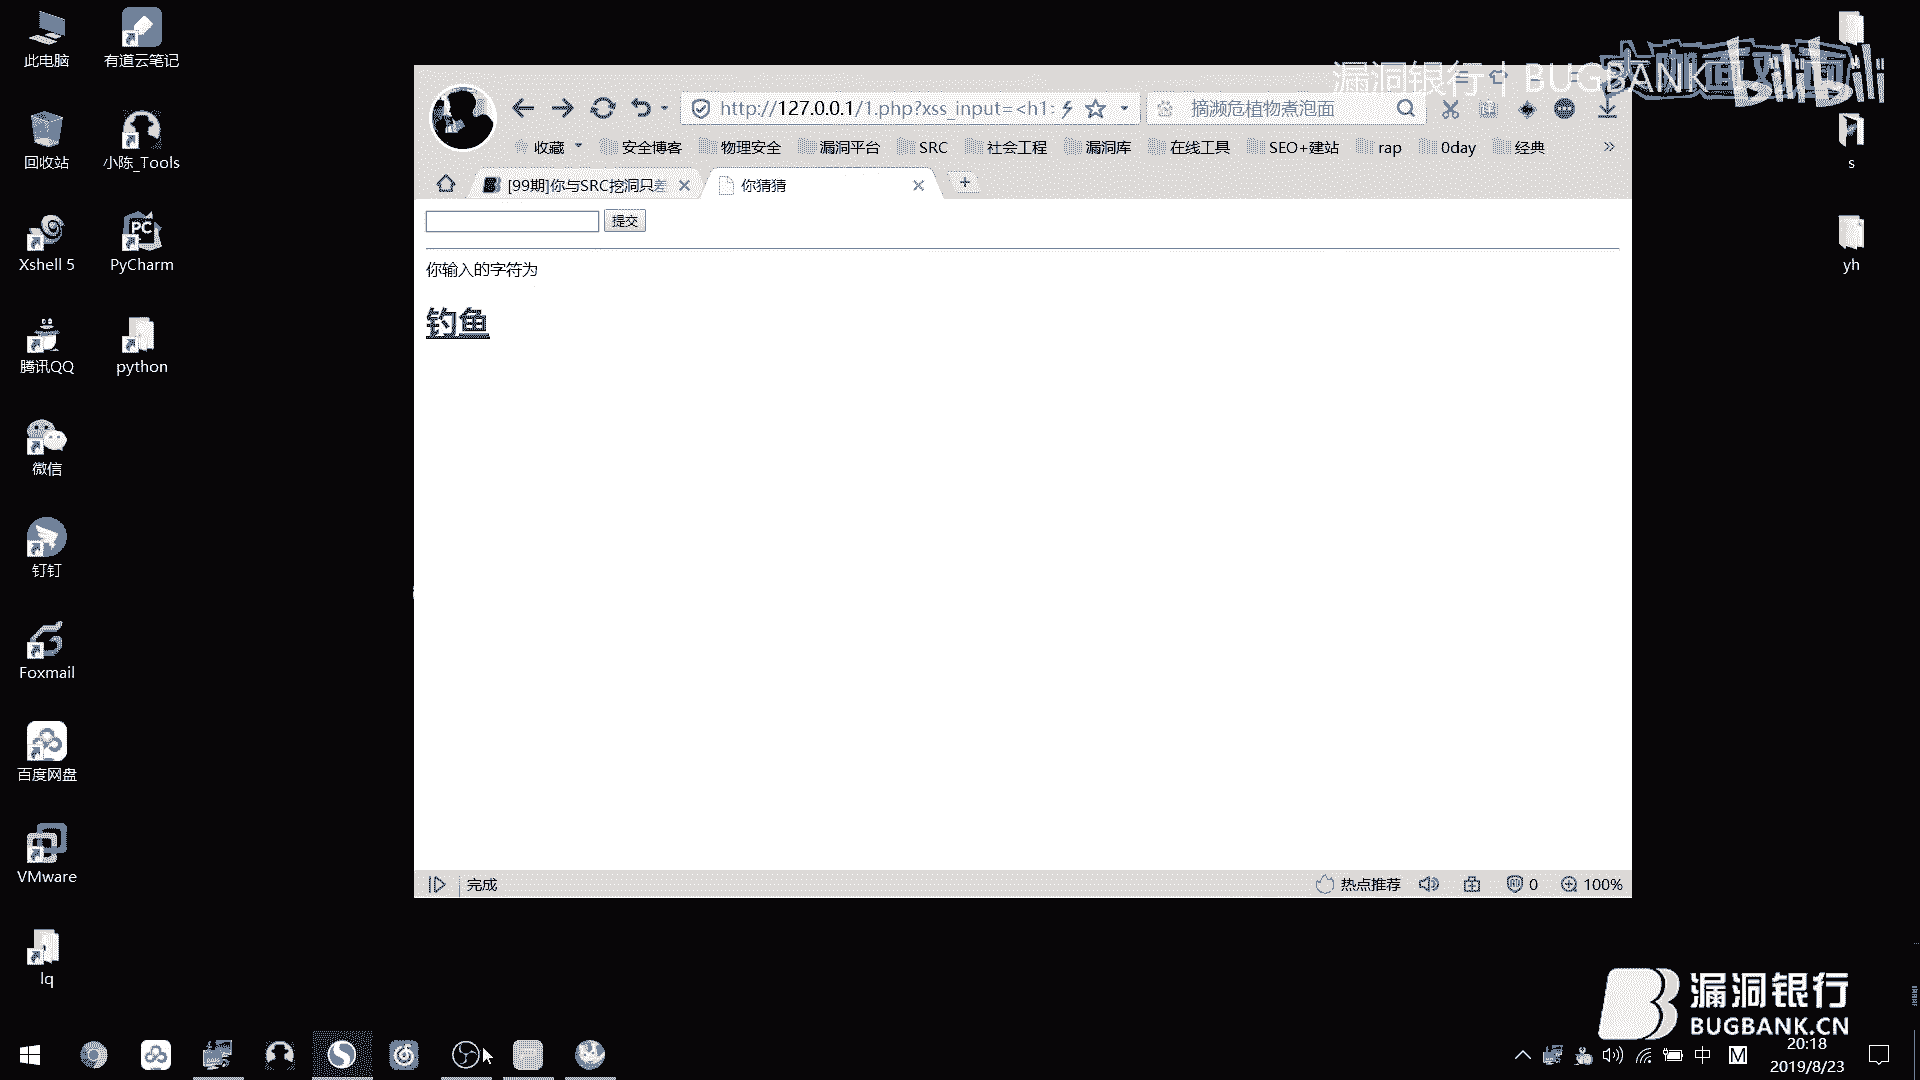 此电脑
有道云笔记
回收站
小陈_Tools
Xshell 5
PyCharm
腾讯QQ
python
微信
钉钉
Foxmail
百度网盘
VMware
lq
漏洞银行 | BUGBANK
大咖面对面
bilibili
http://127.0.0.1/1.php?xss_input=<h1:
摘濒危植物煮泡面
收藏
安全博客
物理安全
漏洞平台
SRC
社会工程
漏洞库
在线工具
SEO+建站
rap
0day
经典
[99期]你与SRC挖洞只差
你猜猜
提交
你输入的字符为
钓鱼
完成
热点推荐
0
100%
s
yh
漏洞银行
BUGBANK.CN
中
M
20:18
2019/8/23